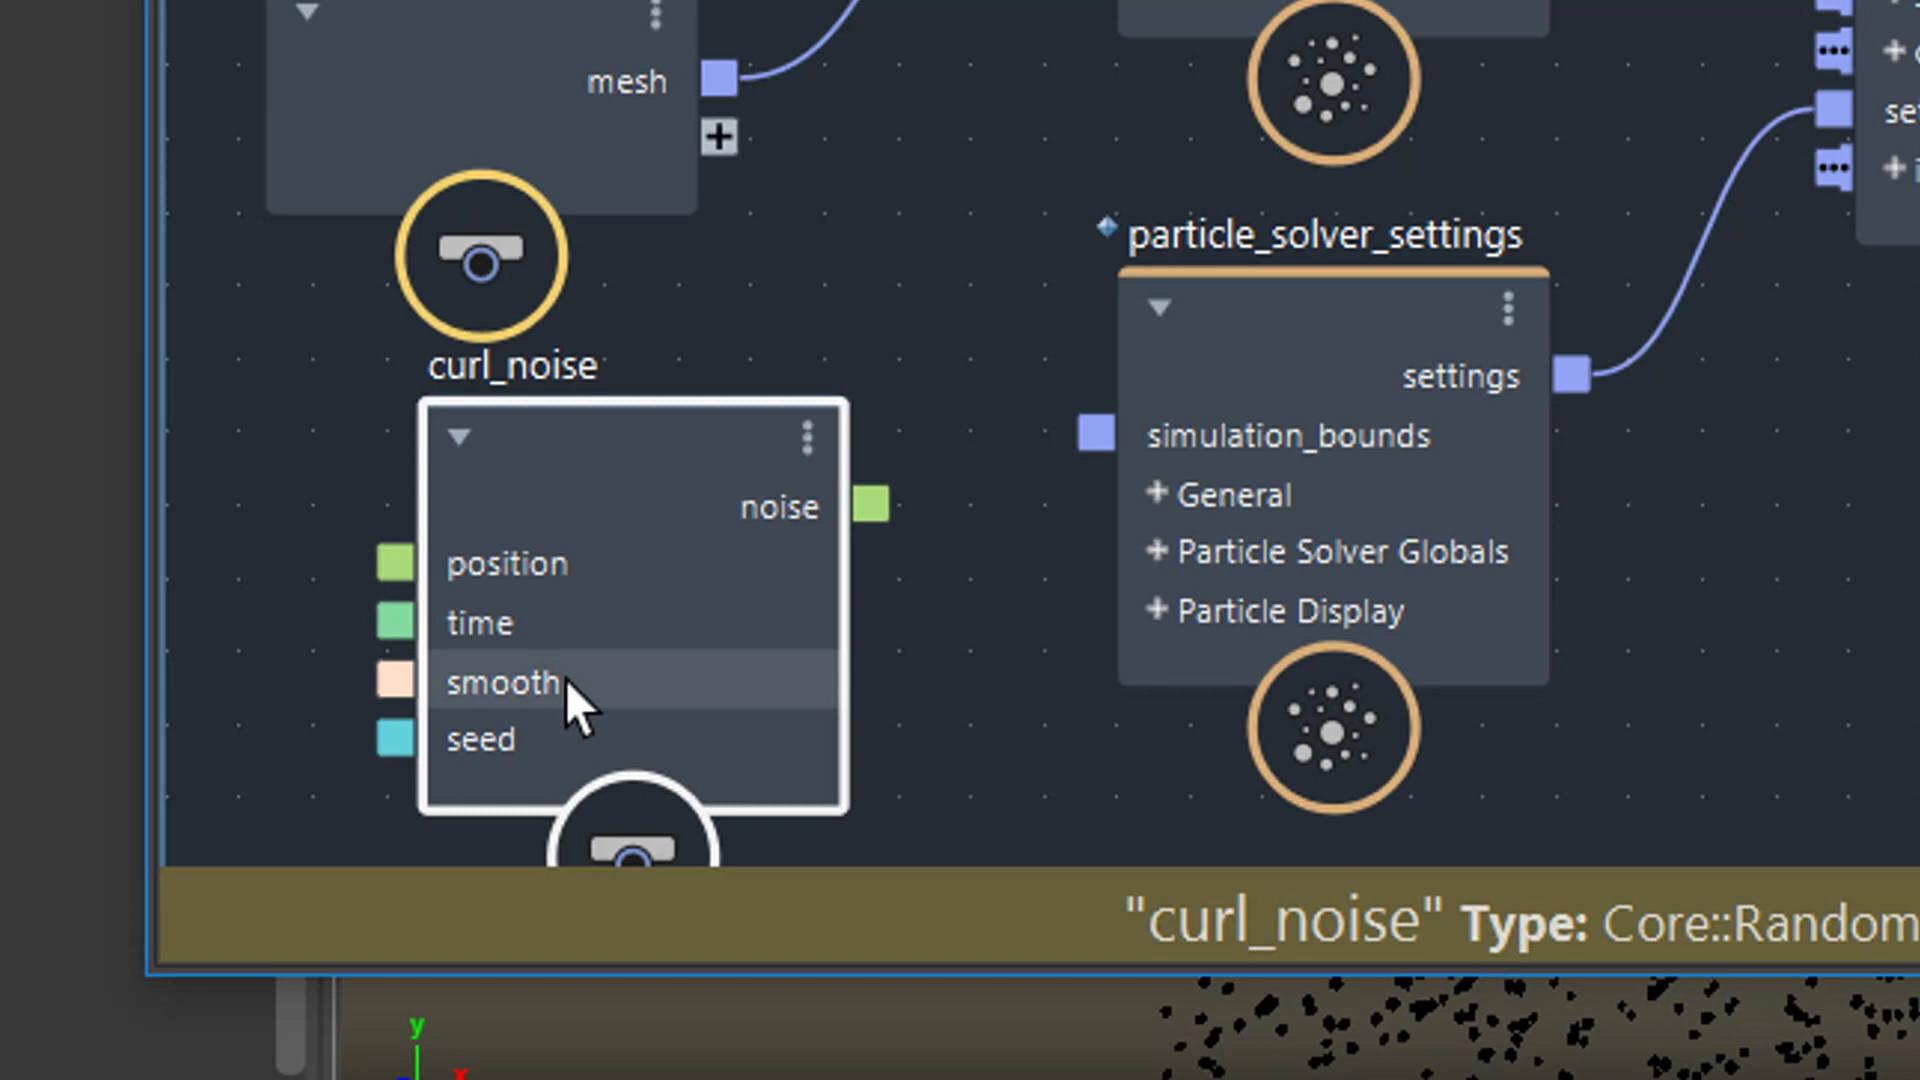 mesh
se
particle_solver_settings
settings
simulation_bounds
+ General
+ Particle Solver Globals
+ Particle Display
curl_noise
noise
position
time
smooth
seed
"curl_noise" Type: Core::Random
y
x